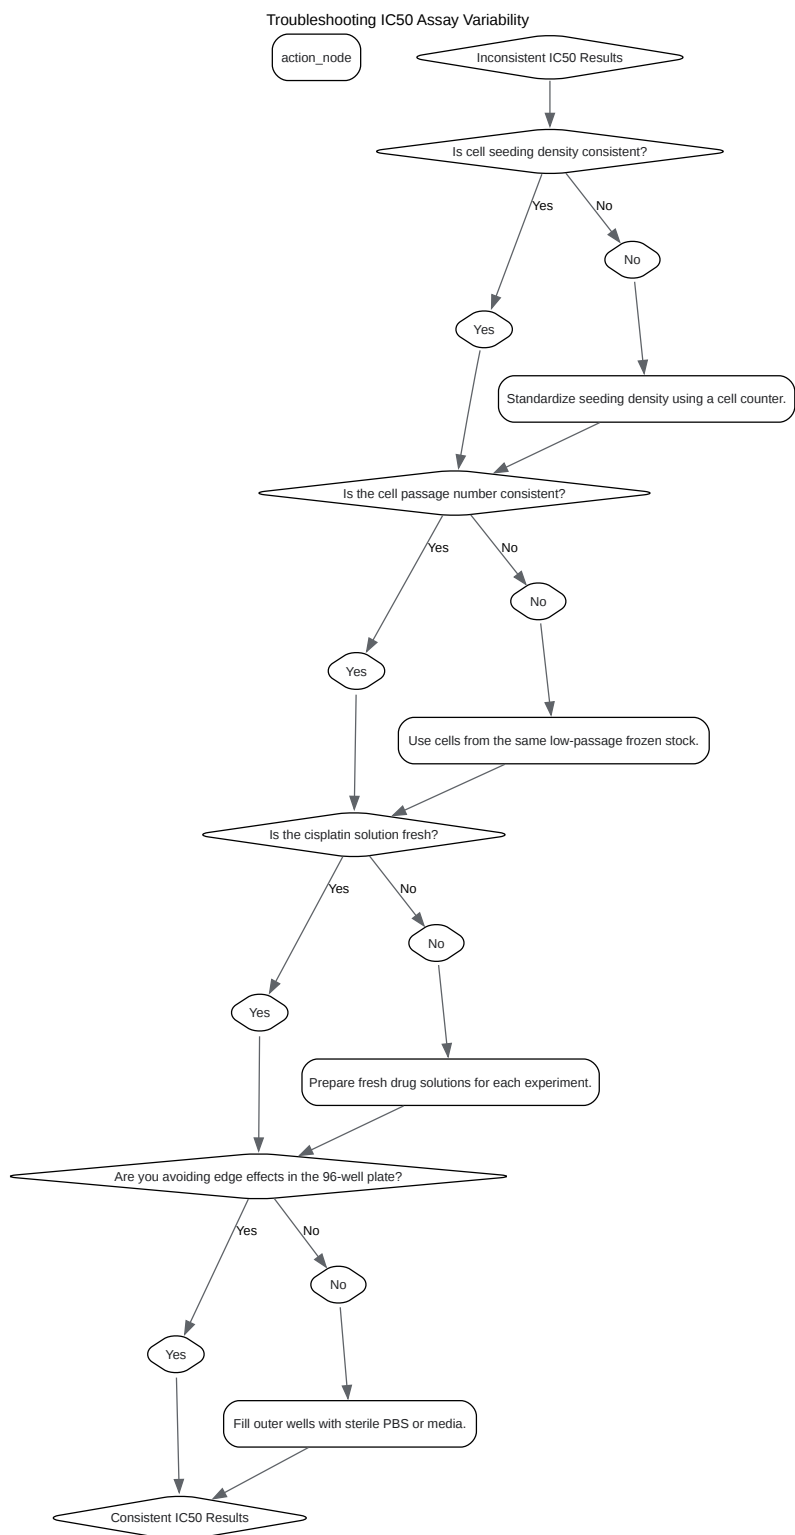 Troubleshooting IC50 Assay Variability
action_node
Inconsistent IC50 Results
Is cell seeding density consistent?
Yes
No
No
Yes
Standardize seeding density using a cell counter.
Is the cell passage number consistent?
Yes
No
No
Yes
Use cells from the same low-passage frozen stock.
Is the cisplatin solution fresh?
Yes
No
No
Yes
Prepare fresh drug solutions for each experiment.
Are you avoiding edge effects in the 96-well plate?
Yes
No
No
Yes
Fill outer wells with sterile PBS or media.
Consistent IC50 Results